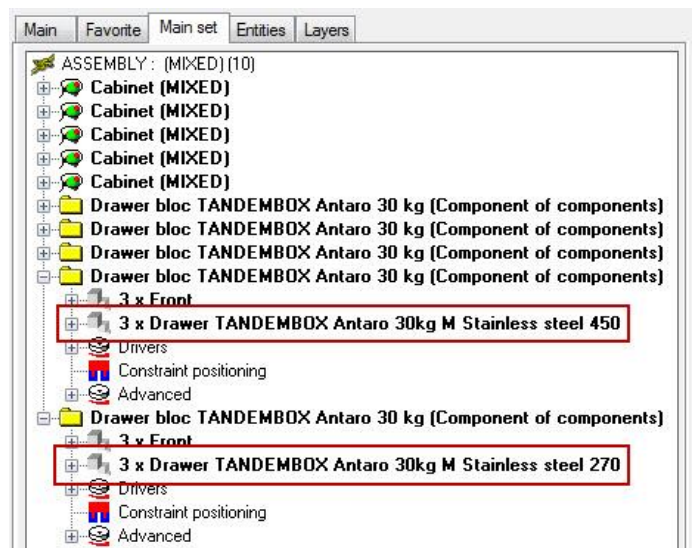 Main Favorite Main set Entities Layers
ASSEMBLY : (MIXED) (10)
Cabinet (MIXED)
Cabinet (MIXED)
Cabinet (MIXED)
Cabinet (MIXED)
Cabinet (MIXED)
Drawer bloc TANDEMBOX Antaro 30 kg (Component of components)
Drawer bloc TANDEMBOX Antaro 30 kg (Component of components)
Drawer bloc TANDEMBOX Antaro 30 kg (Component of components)
Drawer bloc TANDEMBOX Antaro 30 kg (Component of components)
3 x Front
3 x Drawer TANDEMBOX Antaro 30kg M Stainless steel 450
Drivers
Constraint positioning
Advanced
Drawer bloc TANDEMBOX Antaro 30 kg (Component of components)
3 x Front
3 x Drawer TANDEMBOX Antaro 30kg M Stainless steel 270
Drivers
Constraint positioning
Advanced